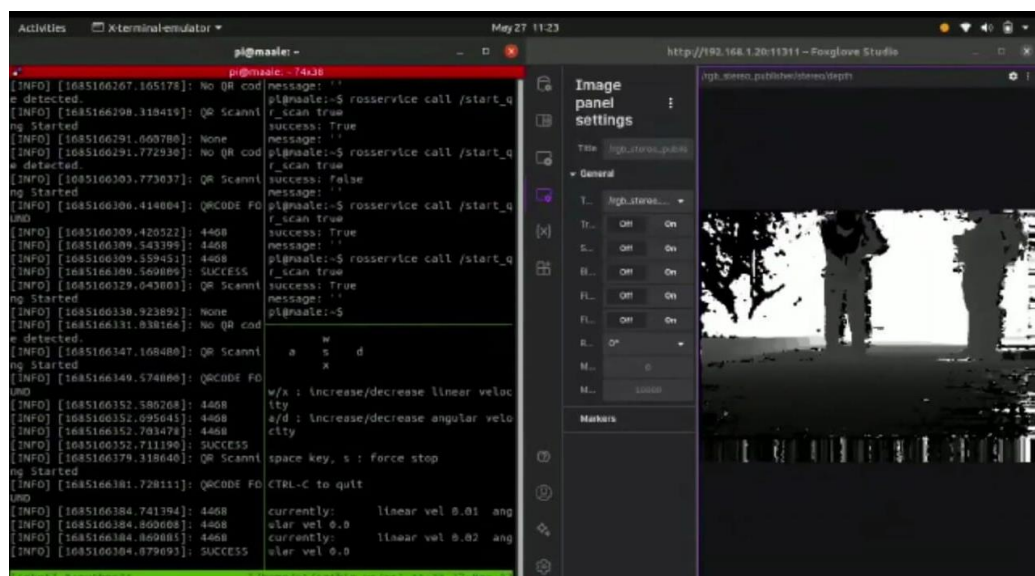 Activities
X-terminal-emulator
May 27 11:23
pi@maale: ~
pi@maale: ~ 74x38
[INFO] [1685166267.165178]: No QR cod
e detected.
[INFO] [1685166290.310419]: QR Scanni
ng Started
[INFO] [1685166291.660780]: None
[INFO] [1685166291.772930]: No QR cod
e detected.
[INFO] [1685166303.773037]: QR Scanni
ng Started
[INFO] [1685166306.414004]: QRCODE FO
UND
[INFO] [1685166309.426522]: 4468
[INFO] [1685166309.543399]: 4468
[INFO] [1685166309.559451]: 4468
[INFO] [1685166309.569809]: SUCCESS
[INFO] [1685166329.643803]: QR Scanni
ng Started
[INFO] [1685166330.923892]: None
[INFO] [1685166331.038166]: No QR cod
e detected.
[INFO] [1685166347.168480]: QR Scanni
ng Started
[INFO] [1685166349.574800]: QRCODE FO
UND
[INFO] [1685166352.586268]: 4468
[INFO] [1685166352.695645]: 4468
[INFO] [1685166352.703478]: 4468
[INFO] [1685166352.711190]: SUCCESS
[INFO] [1685166379.318640]: QR Scanni
ng Started
[INFO] [1685166381.728111]: QRCODE FO
UND
[INFO] [1685166384.741394]: 4468
[INFO] [1685166384.860608]: 4468
[INFO] [1685166384.869885]: 4468
[INFO] [1685166384.879693]: SUCCESS
message: ''
pi@maale:~$ rosservice call /start_q
r_scan true
success: True
message: ''
pi@maale:~$ rosservice call /start_q
r_scan true
success: False
message: ''
pi@maale:~$ rosservice call /start_q
r_scan true
success: True
message: ''
pi@maale:~$ rosservice call /start_q
r_scan true
success: True
message: ''
pi@maale:~$
w
a s d
x
w/x : increase/decrease linear veloc
ity
a/d : increase/decrease angular velo
city
space key, s : force stop
CTRL-C to quit
currently: linear vel 0.01 ang
ular vel 0.0
currently: linear vel 0.02 ang
ular vel 0.0
http://192.168.1.20:11311 – Foxglove Studio
Image
panel
settings
Title /rgb_stereo_publis
General
T... /rgb_stereo...
Tr... Off On
S... Off On
Bi... Off On
Fl... Off On
Fl... Off On
R... 0°
M... 0
M... 10000
Markers
/rgb_stereo_publisher/stereo/depth